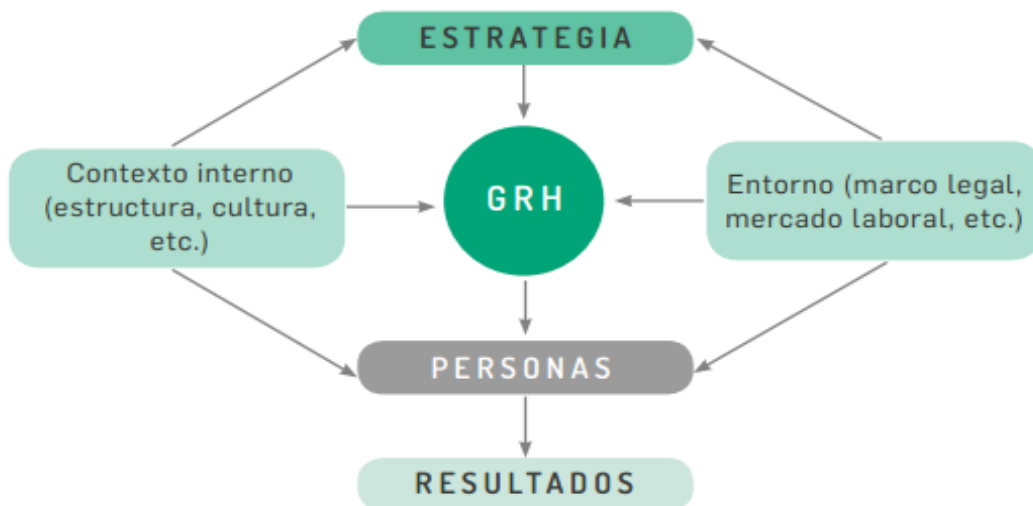 ESTRATEGIA
Contexto interno
(estructura, cultura,
etc.)
GRH
Entorno (marco legal,
mercado laboral, etc.)
PERSONAS
RESULTADOS